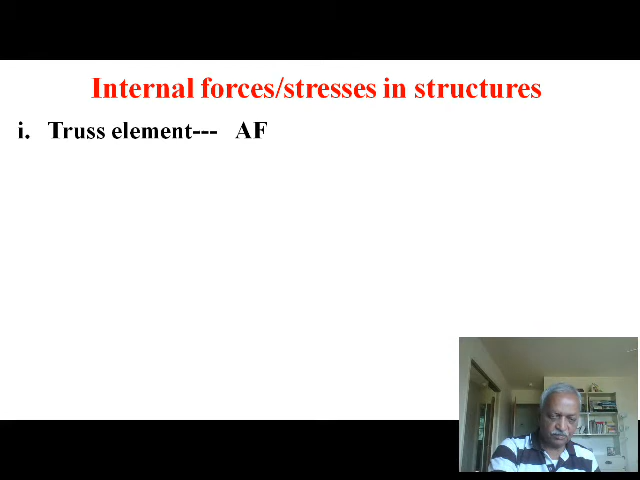 Internal forces/stresses in structures
i. Truss element--- AF